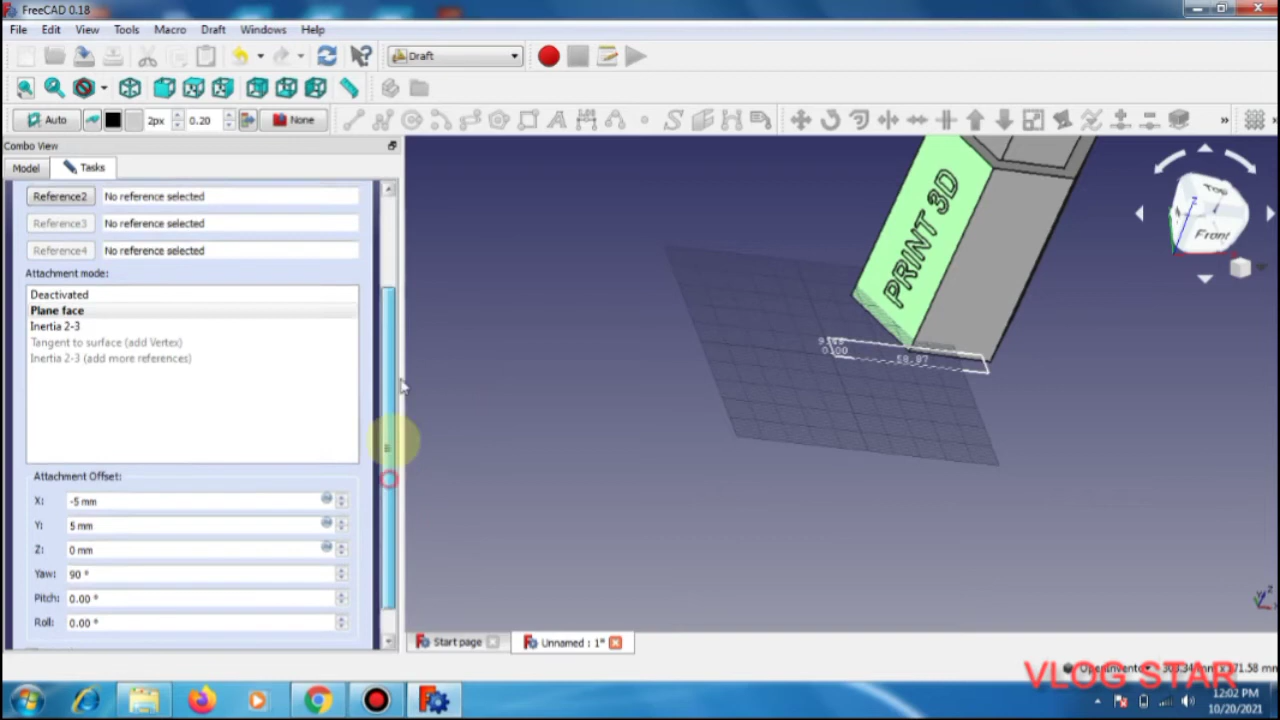 FreeCAD 0.18
File Edit View Tools Macro Draft Windows Help
Draft
Auto 2px 0.20 None
Combo View
Model Tasks
Reference2 No reference selected
Reference3 No reference selected
Reference4 No reference selected
Attachment mode:
Deactivated
Plane face
Inertia 2-3
Tangent to surface (add Vertex)
Inertia 2-3 (add more references)
Attachment Offset:
X: -5 mm
Y: 5 mm
Z: 0 mm
Yaw: 90 °
Pitch: 0.00 °
Roll: 0.00 °
PRINT 3D
Top
Front
Start page Unnamed : 1*
VLOG STAR
12:02 PM
10/20/2021